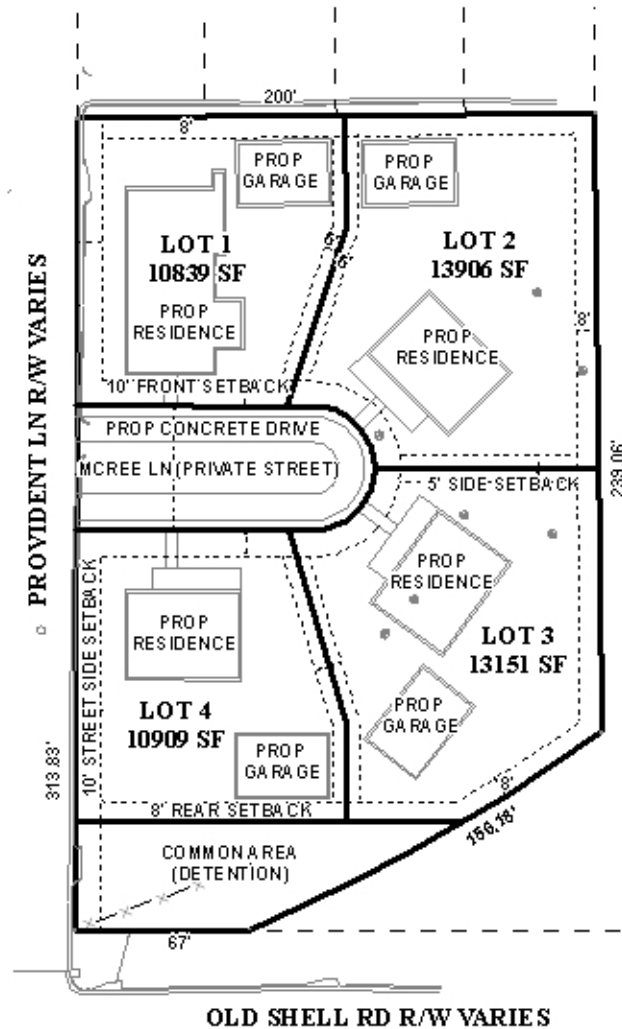 200'
8'
PROP
GARAGE
PROP
GARAGE
LOT 1
10839 SF
6'
6'
LOT 2
13906 SF
PROP
RESIDENCE
PROP
RESIDENCE
8'
10' FRONT SETBACK
PROP CONCRETE DRIVE
MCREE LN (PRIVATE STREET)
5' SIDE SETBACK
239.06'
PROVIDENT LN R/W VARIES
PROP
RESIDENCE
PROP
RESIDENCE
LOT 3
13151 SF
10' STREET SIDE SETBACK
LOT 4
10909 SF
PROP
GARAGE
PROP
GARAGE
313.83'
8' REAR SETBACK
8'
156.18'
COMMON AREA
(DETENTION)
67'
OLD SHELL RD R/W VARIES